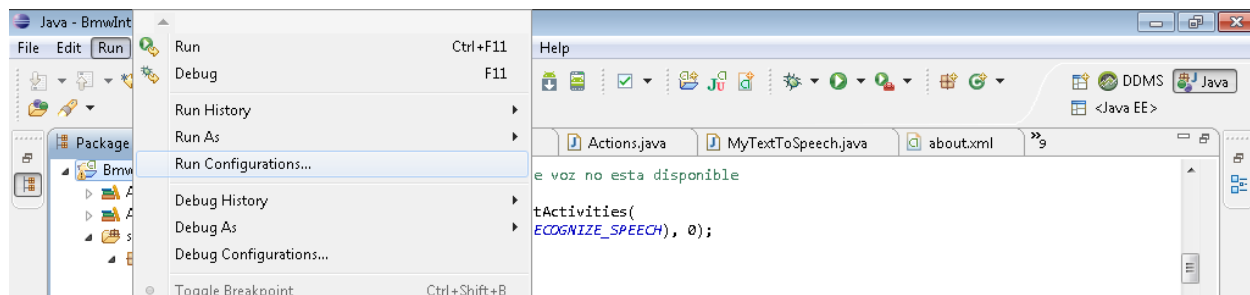 Java - BmwInt
File Edit Run
Help
Run Ctrl+F11
Debug F11
Run History
Run As
Run Configurations...
Debug History
Debug As
Debug Configurations...
Toggle Breakpoint Ctrl+Shift+B
DDMS Java
<Java EE>
Package
Actions.java MyTextToSpeech.java about.xml »9
Bmw
A
A
s
e voz no esta disponible
tActivities(
ECOGNIZE_SPEECH), 0);